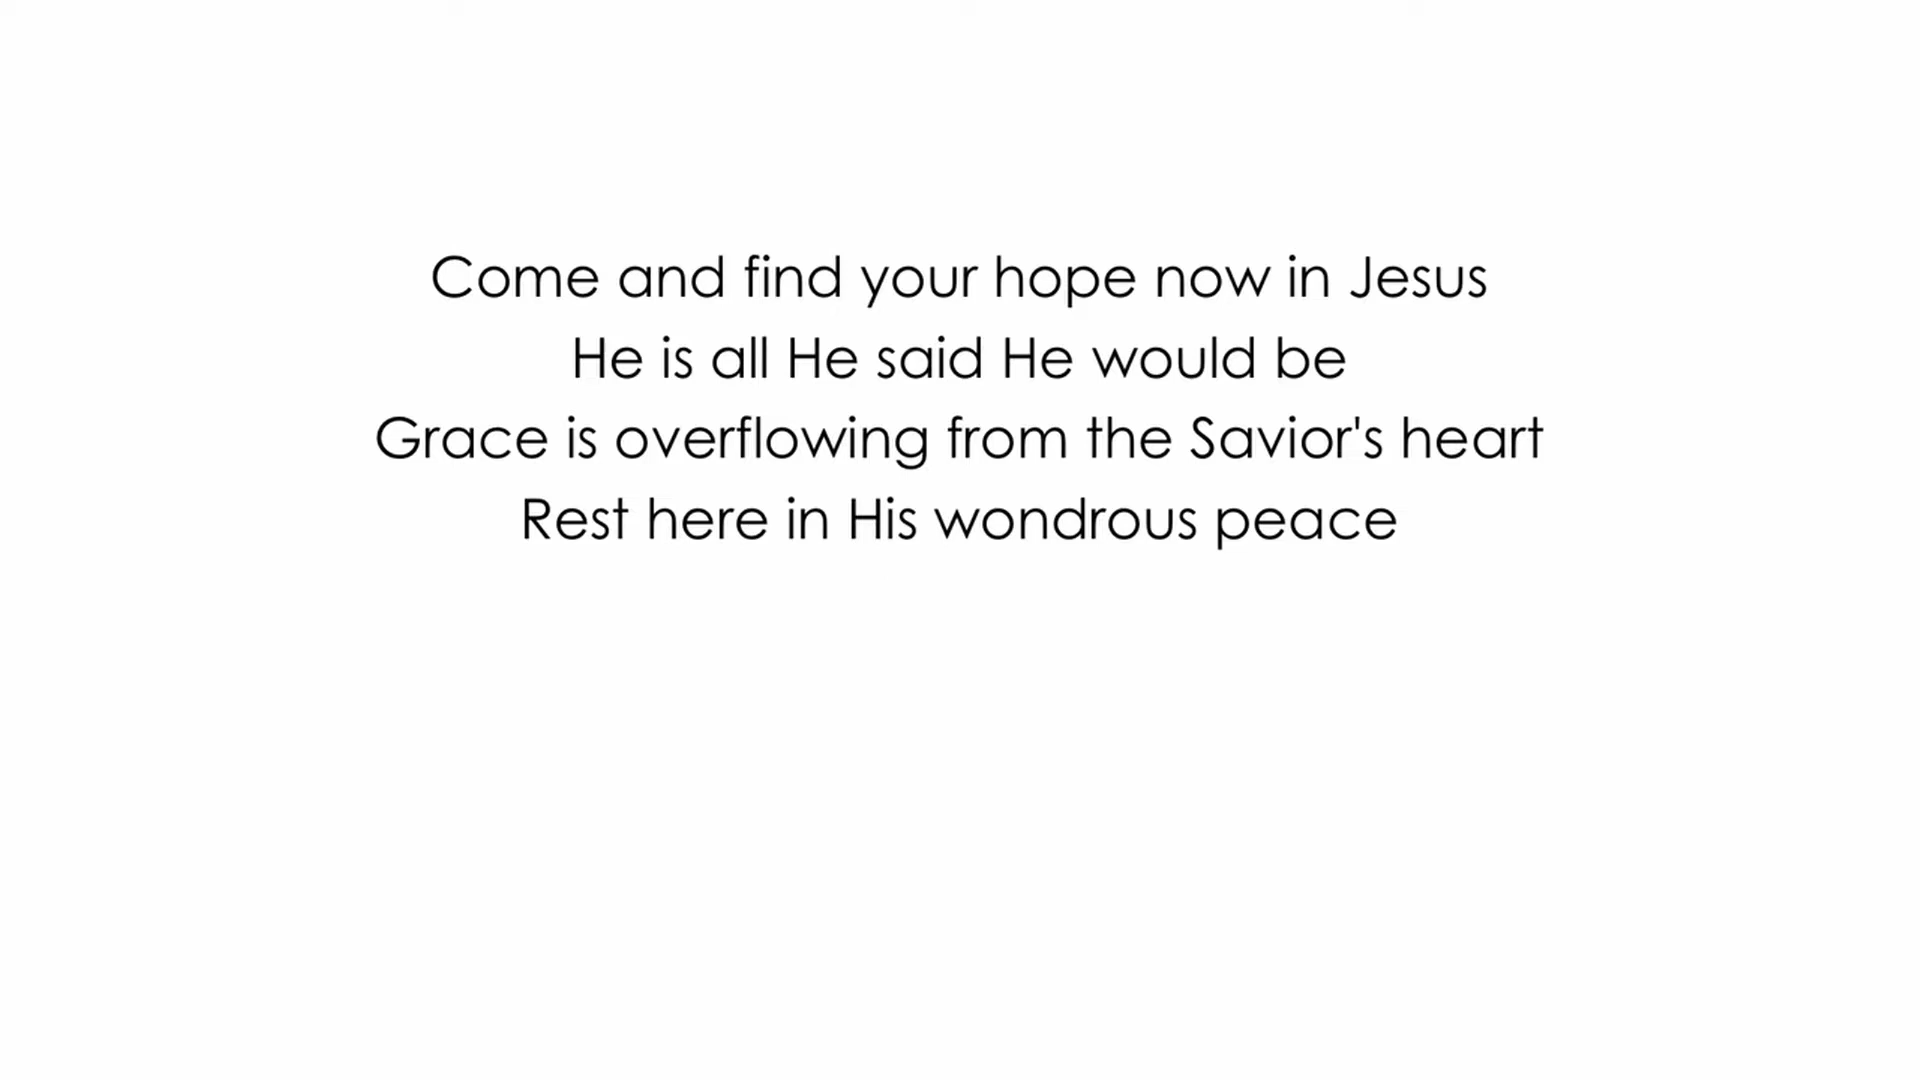 Come and find your hope now in Jesus
He is all He said He would be
Grace is overflowing from the Savior's heart
Rest here in His wondrous peace